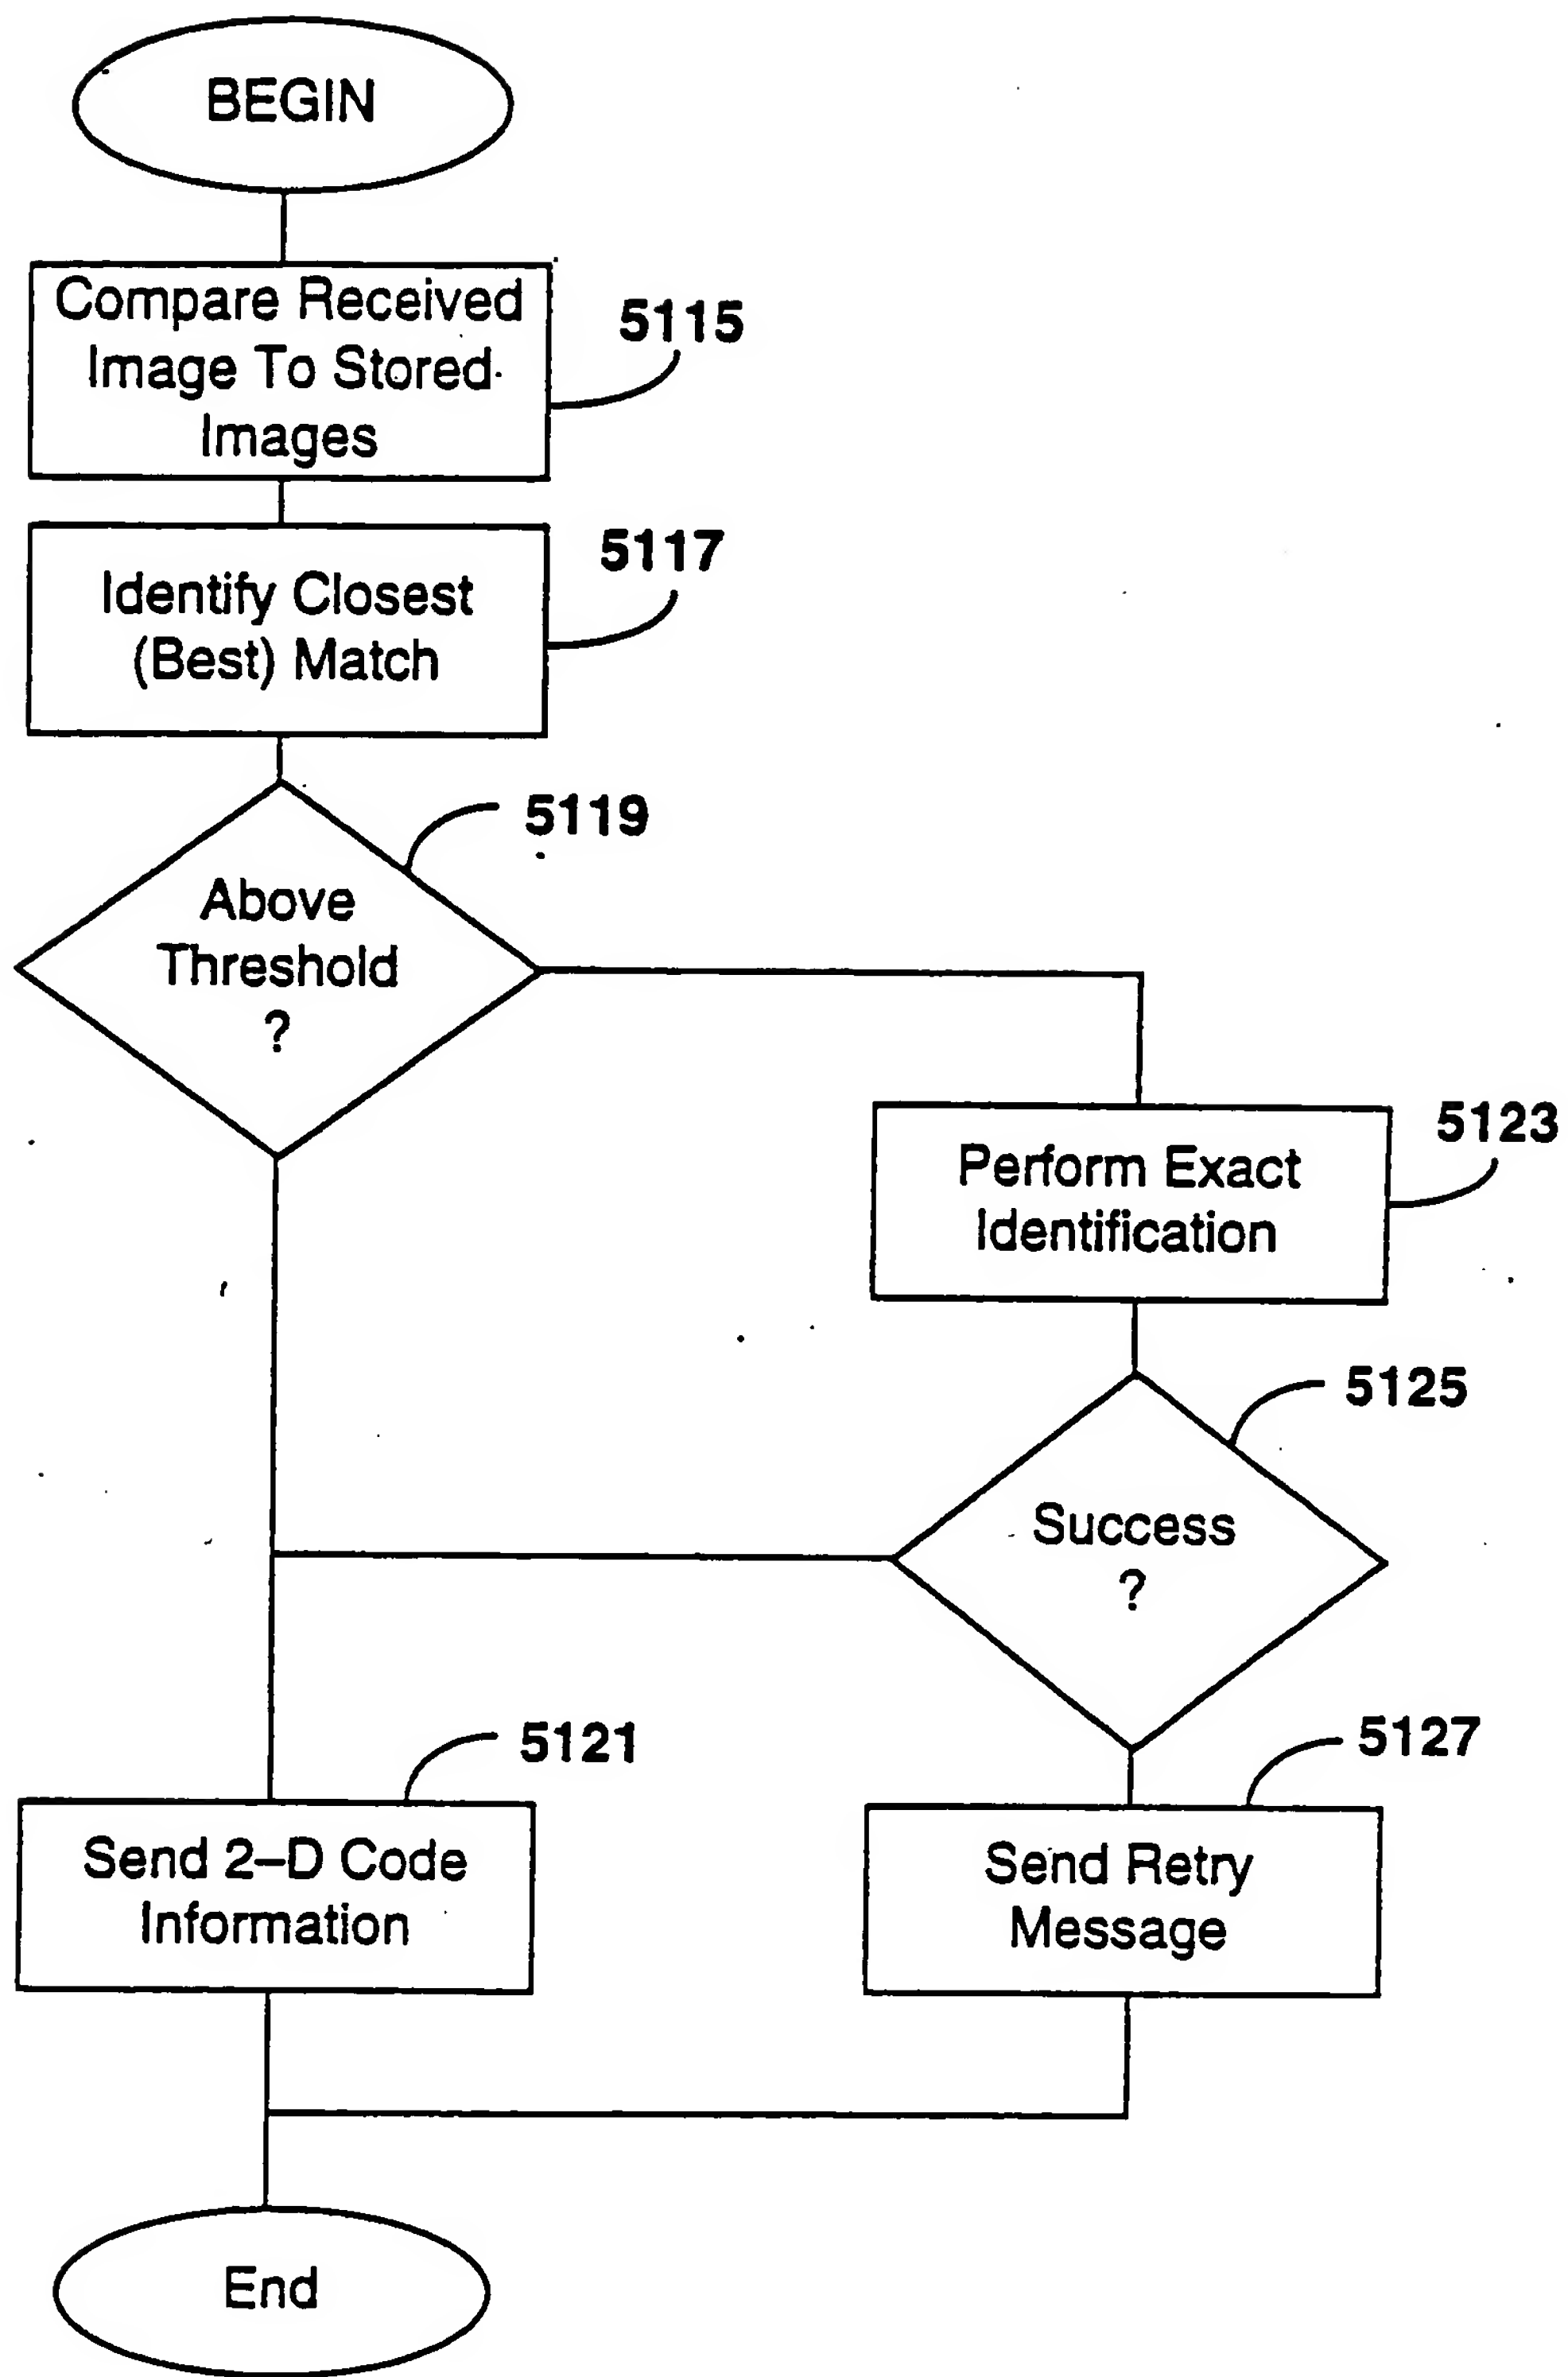 BEGIN
Compare Received
Image To Stored
Images
5115
Identify Closest
(Best) Match
5117
Above
Threshold
?
5119
Perform Exact
Identification
5123
Success
?
5125
Send 2–D Code
Information
5121
Send Retry
Message
5127
End